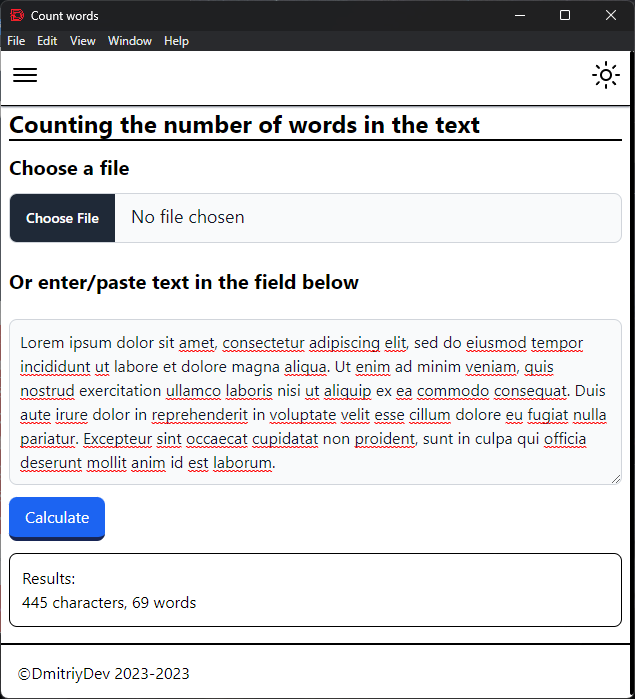 Count words
File Edit View Window Help
Counting the number of words in the text
Choose a file
Choose File No file chosen
Or enter/paste text in the field below
Lorem ipsum dolor sit amet, consectetur adipiscing elit, sed do eiusmod tempor
incididunt ut labore et dolore magna aliqua. Ut enim ad minim veniam, quis
nostrud exercitation ullamco laboris nisi ut aliquip ex ea commodo consequat. Duis
aute irure dolor in reprehenderit in voluptate velit esse cillum dolore eu fugiat nulla
pariatur. Excepteur sint occaecat cupidatat non proident, sunt in culpa qui officia
deserunt mollit anim id est laborum.
Calculate
Results:
445 characters, 69 words
©DmitriyDev 2023-2023